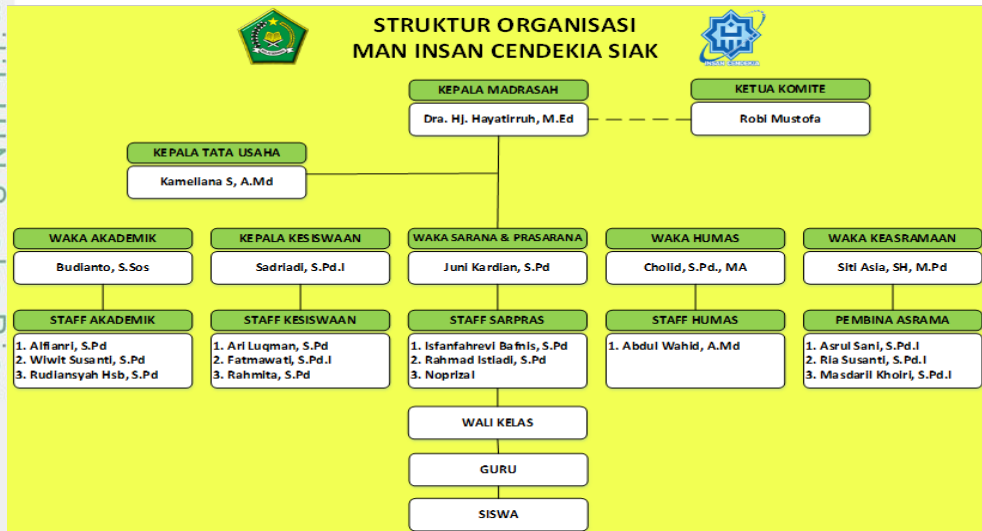 STRUKTUR ORGANISASI
MAN INSAN CENDEKIA SIAK
INSAN CENDEKIA
KEPALA MADRASAH
Dra. Hj. Hayatirruh, M.Ed
KETUA KOMITE
Robi Mustofa
KEPALA TATA USAHA
Kameliana S, A.Md
WAKA AKADEMIK
Budianto, S.Sos
KEPALA KESISWAAN
Sadriadi, S.Pd.I
WAKA SARANA & PRASARANA
Juni Kardian, S.Pd
WAKA HUMAS
Cholid, S.Pd., MA
WAKA KEASRAMAAN
Siti Asia, SH, M.Pd
STAFF AKADEMIK
1. Alfianri, S.Pd
2. Wiwit Susanti, S.Pd
3. Rudiansyah Hsb, S.Pd
STAFF KESISWAAN
1. Ari Luqman, S.Pd
2. Fatmawati, S.Pd.I
3. Rahmita, S.Pd
STAFF SARPRAS
1. Isfanfahrevi Bafnis, S.Pd
2. Rahmad Istiadi, S.Pd
3. Noprizal
STAFF HUMAS
1. Abdul Wahid, A.Md
PEMBINA ASRAMA
1. Asrul Sani, S.Pd.I
2. Ria Susanti, S.Pd.I
3. Masdaril Khoiri, S.Pd.I
WALI KELAS
GURU
SISWA